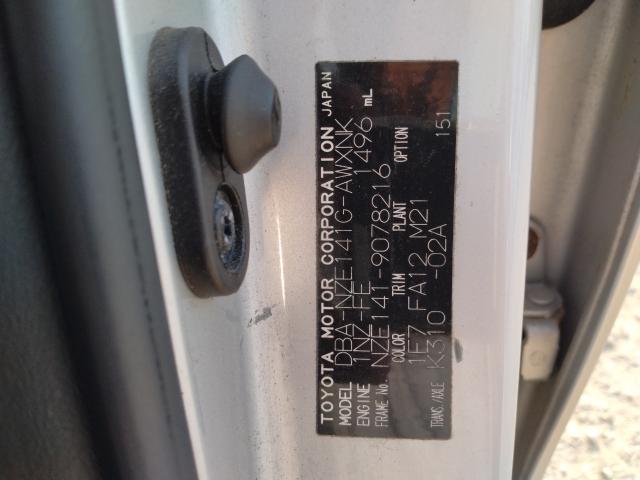 TOYOTA MOTOR CORPORATION JAPAN
MODEL DBA-NZE141G-AWXNK
ENGINE 1NZ-FE 1496 mL
FRAME No. NZE141-9078216
COLOR TRIM PLANT OPTION
1E7 FA12 M21
TRANS./AXLE K310 -02A 151